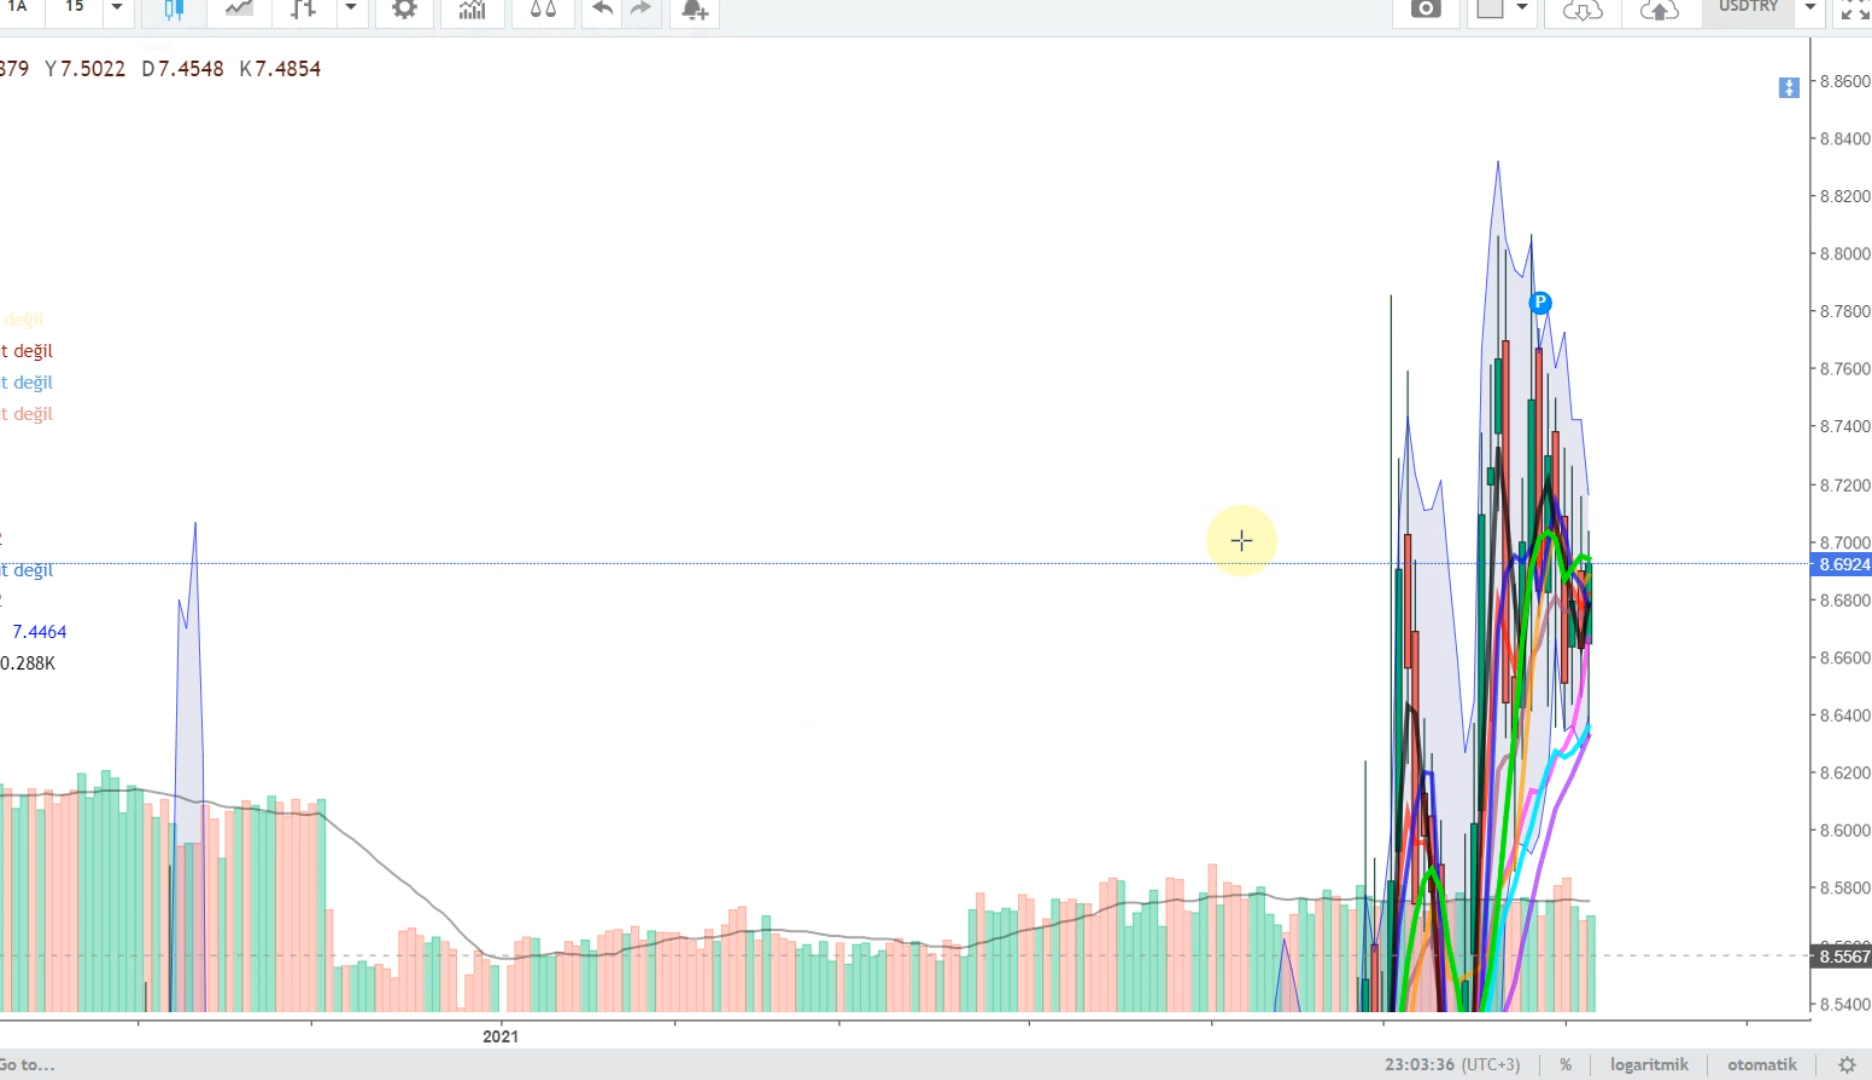 1A 15 USDTRY
879 Y7.5022 D7.4548 K7.4854
değil
t değil
t değil
t değil
2
t değil
2
7.4464
0.288K
8.8600
8.8400
8.8200
8.8000
P
8.7800
8.7600
8.7400
8.7200
8.7000
8.6924
8.6800
8.6600
8.6400
8.6200
8.6000
8.5800
8.5567
8.5400
2021
Go to...
23:03:36 (UTC+3) % logaritmik otomatik